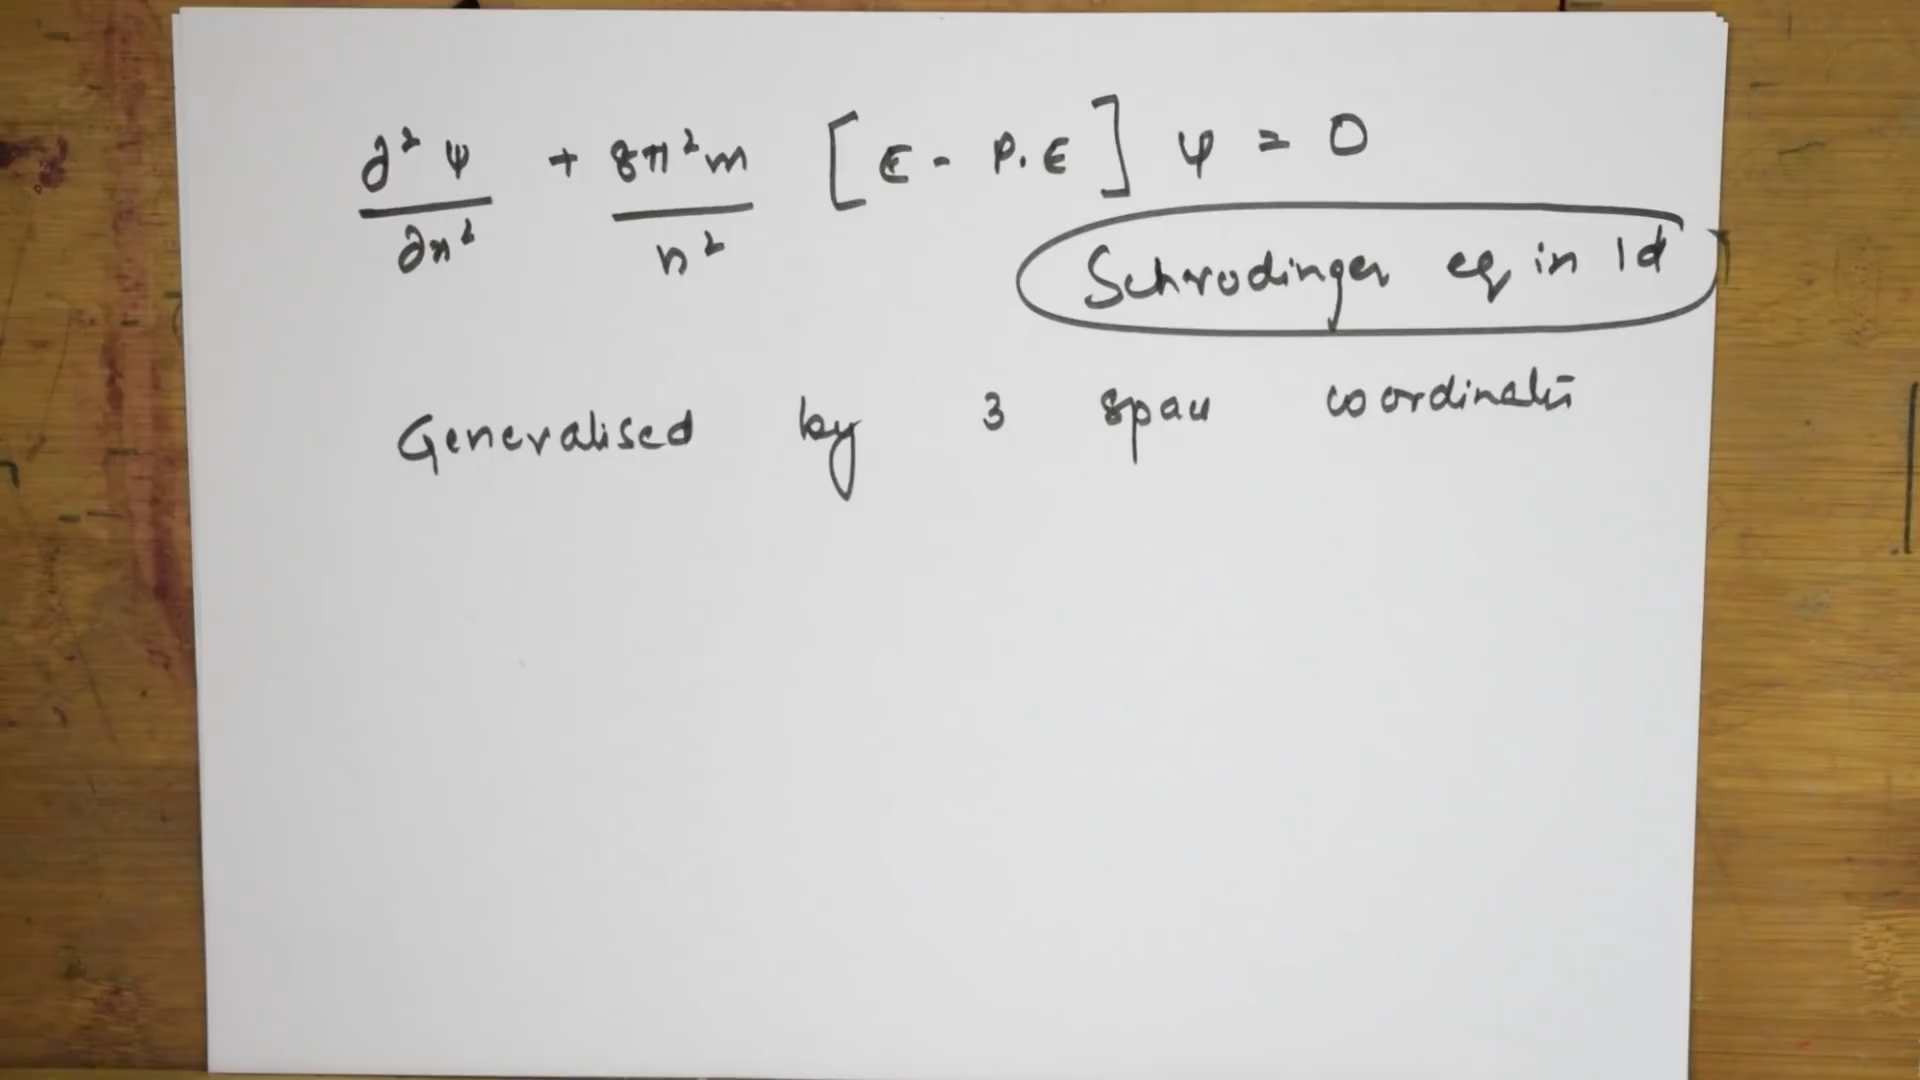 ∂²ψ/∂x² + 8π²m/h² [E - P.E] ψ = 0
Schrodinger eq in 1d
Generalised by 3 space coordinates